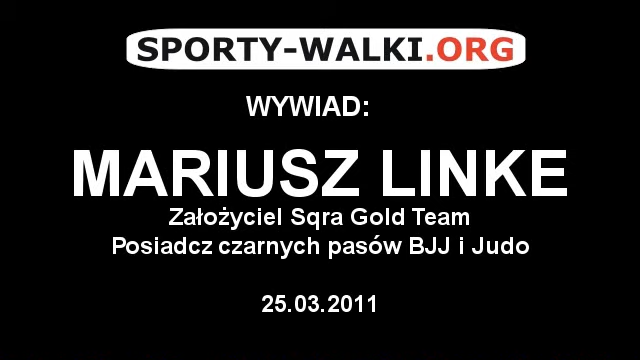 SPORTY-WALKI.ORG
WYWIAD:
MARIUSZ LINKE
Założyciel Sqra Gold Team
Posiadcz czarnych pasów BJJ i Judo
25.03.2011